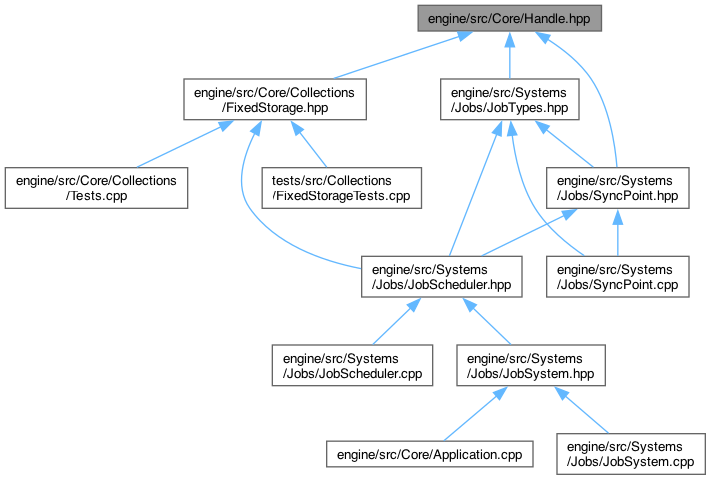 engine/src/Core/Handle.hpp
engine/src/Core/Collections
/FixedStorage.hpp
engine/src/Systems
/Jobs/JobTypes.hpp
engine/src/Core/Collections
/Tests.cpp
tests/src/Collections
/FixedStorageTests.cpp
engine/src/Systems
/Jobs/SyncPoint.hpp
engine/src/Systems
/Jobs/JobScheduler.hpp
engine/src/Systems
/Jobs/SyncPoint.cpp
engine/src/Systems
/Jobs/JobScheduler.cpp
engine/src/Systems
/Jobs/JobSystem.hpp
engine/src/Core/Application.cpp
engine/src/Systems
/Jobs/JobSystem.cpp